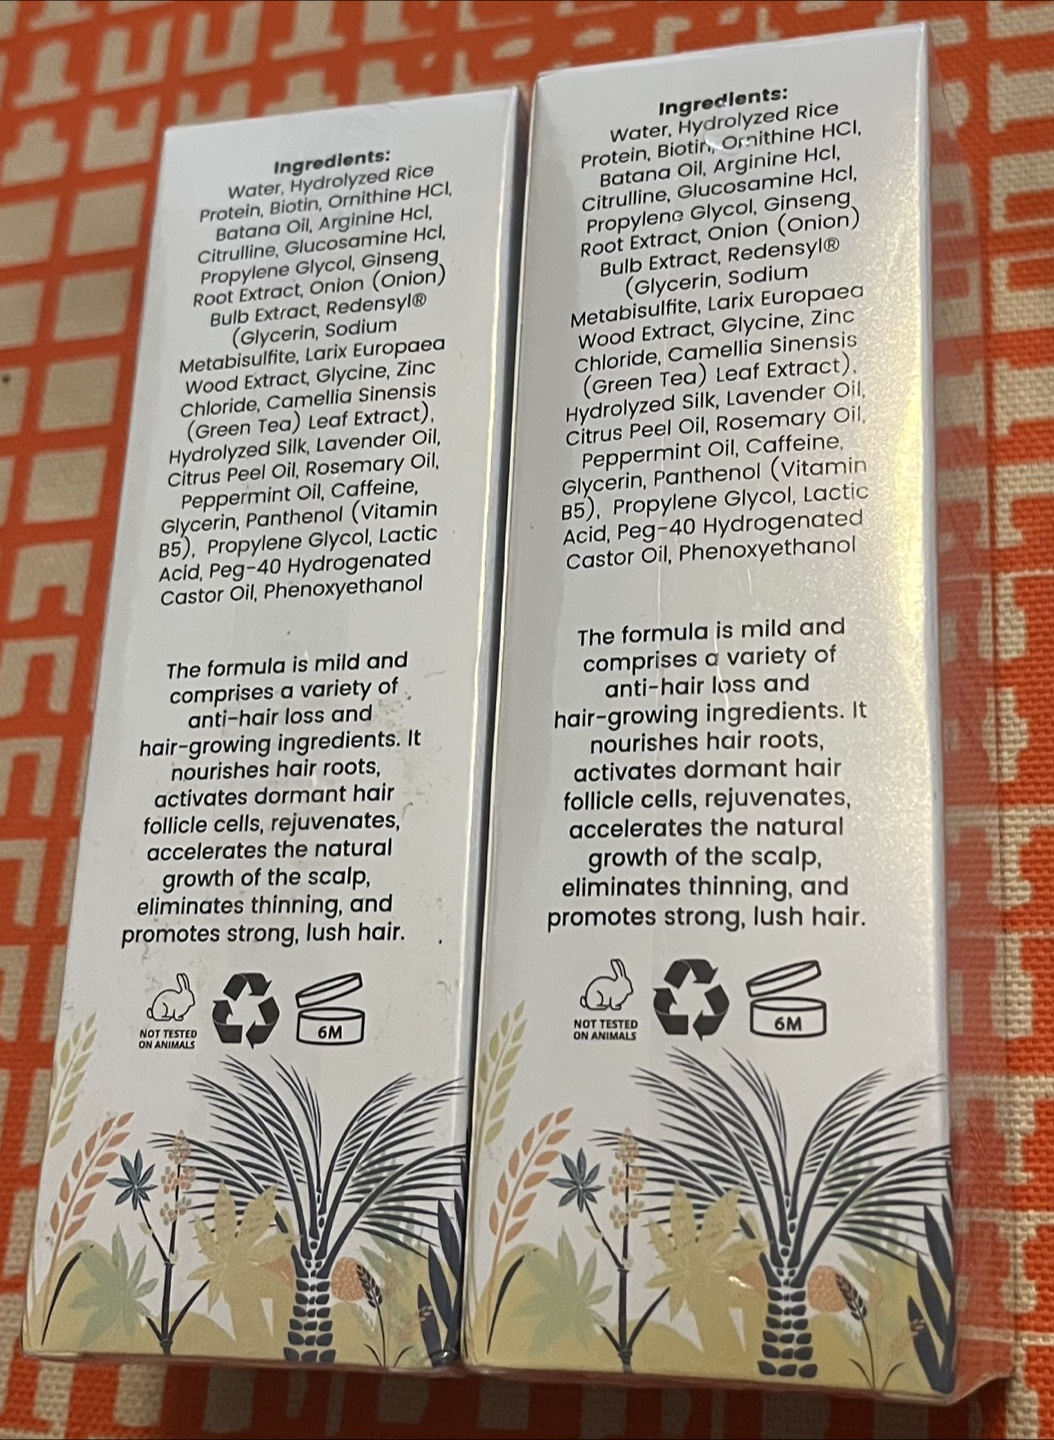 Ingredients:
Water, Hydrolyzed Rice
Protein, Biotin, Ornithine HCl,
Batana Oil, Arginine Hcl,
Citrulline, Glucosamine Hcl,
Propylene Glycol, Ginseng
Root Extract, Onion (Onion)
Bulb Extract, Redensyl®
(Glycerin, Sodium
Metabisulfite, Larix Europaea
Wood Extract, Glycine, Zinc
Chloride, Camellia Sinensis
(Green Tea) Leaf Extract),
Hydrolyzed Silk, Lavender Oil,
Citrus Peel Oil, Rosemary Oil,
Peppermint Oil, Caffeine,
Glycerin, Panthenol (Vitamin
B5), Propylene Glycol, Lactic
Acid, Peg-40 Hydrogenated
Castor Oil, Phenoxyethanol
The formula is mild and
comprises a variety of
anti-hair loss and
hair-growing ingredients. It
nourishes hair roots,
activates dormant hair
follicle cells, rejuvenates,
accelerates the natural
growth of the scalp,
eliminates thinning, and
promotes strong, lush hair.
NOT TESTED
ON ANIMALS
6M
Ingredients:
Water, Hydrolyzed Rice
Protein, Biotin, Ornithine HCl,
Batana Oil, Arginine Hcl,
Citrulline, Glucosamine Hcl,
Propylene Glycol, Ginseng
Root Extract, Onion (Onion)
Bulb Extract, Redensyl®
(Glycerin, Sodium
Metabisulfite, Larix Europaea
Wood Extract, Glycine, Zinc
Chloride, Camellia Sinensis
(Green Tea) Leaf Extract),
Hydrolyzed Silk, Lavender Oil,
Citrus Peel Oil, Rosemary Oil,
Peppermint Oil, Caffeine,
Glycerin, Panthenol (Vitamin
B5), Propylene Glycol, Lactic
Acid, Peg-40 Hydrogenated
Castor Oil, Phenoxyethanol
The formula is mild and
comprises a variety of
anti-hair loss and
hair-growing ingredients. It
nourishes hair roots,
activates dormant hair
follicle cells, rejuvenates,
accelerates the natural
growth of the scalp,
eliminates thinning, and
promotes strong, lush hair.
NOT TESTED
ON ANIMALS
6M